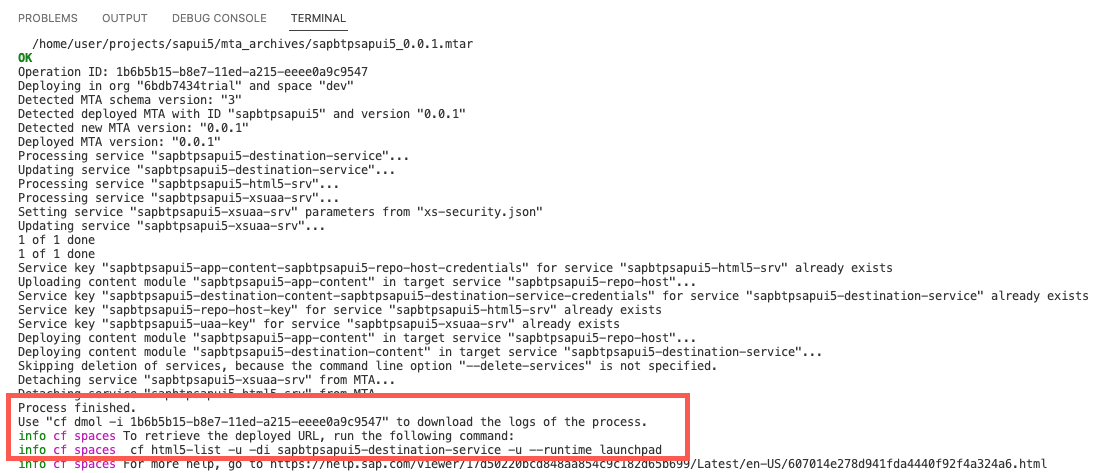 PROBLEMS OUTPUT DEBUG CONSOLE TERMINAL
/home/user/projects/sapui5/mta_archives/sapbtpsapui5_0.0.1.mtar
OK
Operation ID: 1b6b5b15-b8e7-11ed-a215-eeee0a9c9547
Deploying in org "6bdb7434trial" and space "dev"
Detected MTA schema version: "3"
Detected deployed MTA with ID "sapbtpsapui5" and version "0.0.1"
Detected new MTA version: "0.0.1"
Deployed MTA version: "0.0.1"
Processing service "sapbtpsapui5-destination-service"...
Updating service "sapbtpsapui5-destination-service"...
Processing service "sapbtpsapui5-html5-srv"...
Processing service "sapbtpsapui5-xsuaa-srv"...
Setting service "sapbtpsapui5-xsuaa-srv" parameters from "xs-security.json"
Updating service "sapbtpsapui5-xsuaa-srv"...
1 of 1 done
1 of 1 done
Service key "sapbtpsapui5-app-content-sapbtpsapui5-repo-host-credentials" for service "sapbtpsapui5-html5-srv" already exists
Uploading content module "sapbtpsapui5-app-content" in target service "sapbtpsapui5-repo-host"...
Service key "sapbtpsapui5-destination-content-sapbtpsapui5-destination-service-credentials" for service "sapbtpsapui5-destination-service" already exists
Service key "sapbtpsapui5-repo-host-key" for service "sapbtpsapui5-html5-srv" already exists
Service key "sapbtpsapui5-uaa-key" for service "sapbtpsapui5-xsuaa-srv" already exists
Deploying content module "sapbtpsapui5-app-content" in target service "sapbtpsapui5-repo-host"...
Deploying content module "sapbtpsapui5-destination-content" in target service "sapbtpsapui5-destination-service"...
Skipping deletion of services, because the command line option "--delete-services" is not specified.
Detaching service "sapbtpsapui5-xsuaa-srv" from MTA...
Detaching service "sapbtpsapui5-html5-srv" from MTA
Process finished.
Use "cf dmol -i 1b6b5b15-b8e7-11ed-a215-eeee0a9c9547" to download the logs of the process.
info cf spaces To retrieve the deployed URL, run the following command:
info cf spaces  cf html5-list -u -di sapbtpsapui5-destination-service -u --runtime launchpad
info cf spaces For more help, go to https://help.sap.com/viewer/17d50220bcd848aa854c9c182d65b699/Latest/en-US/607014e278d941fda4440f92f4a324a6.html